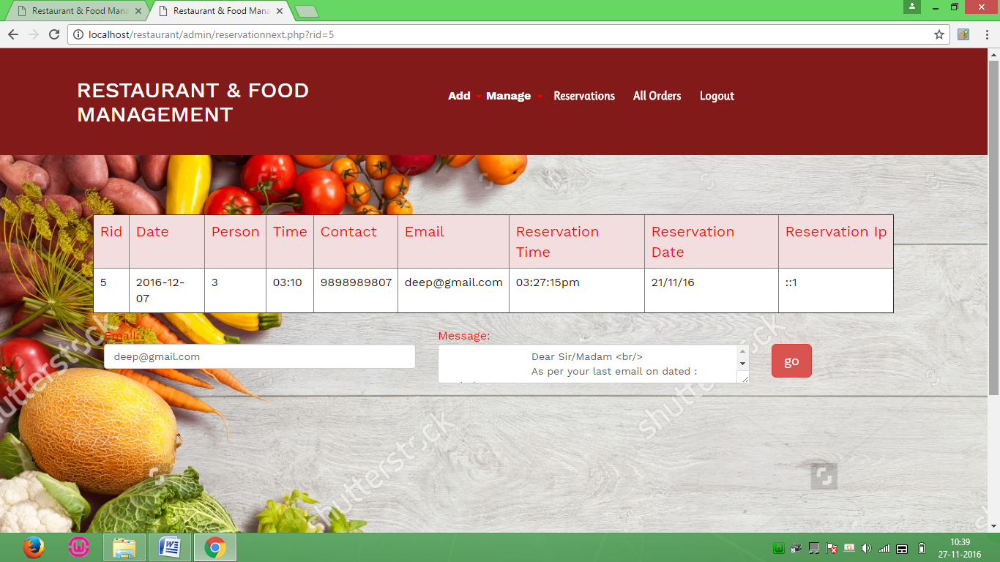 Restaurant & Food Mana
Restaurant & Food Mana
localhost/restaurant/admin/reservationnext.php?rid=5
RESTAURANT & FOOD
MANAGEMENT
Add Manage Reservations All Orders Logout
Rid Date Person Time Contact Email Reservation Time Reservation Date Reservation Ip
5 2016-12-07 3 03:10 9898989807 deep@gmail.com 03:27:15pm 21/11/16 ::1
Email:
Message:
deep@gmail.com
Dear Sir/Madam <br/>
As per your last email on dated :
go
shutterstock
shutterstock
shutterstock
shutterstock
10:39
27-11-2016